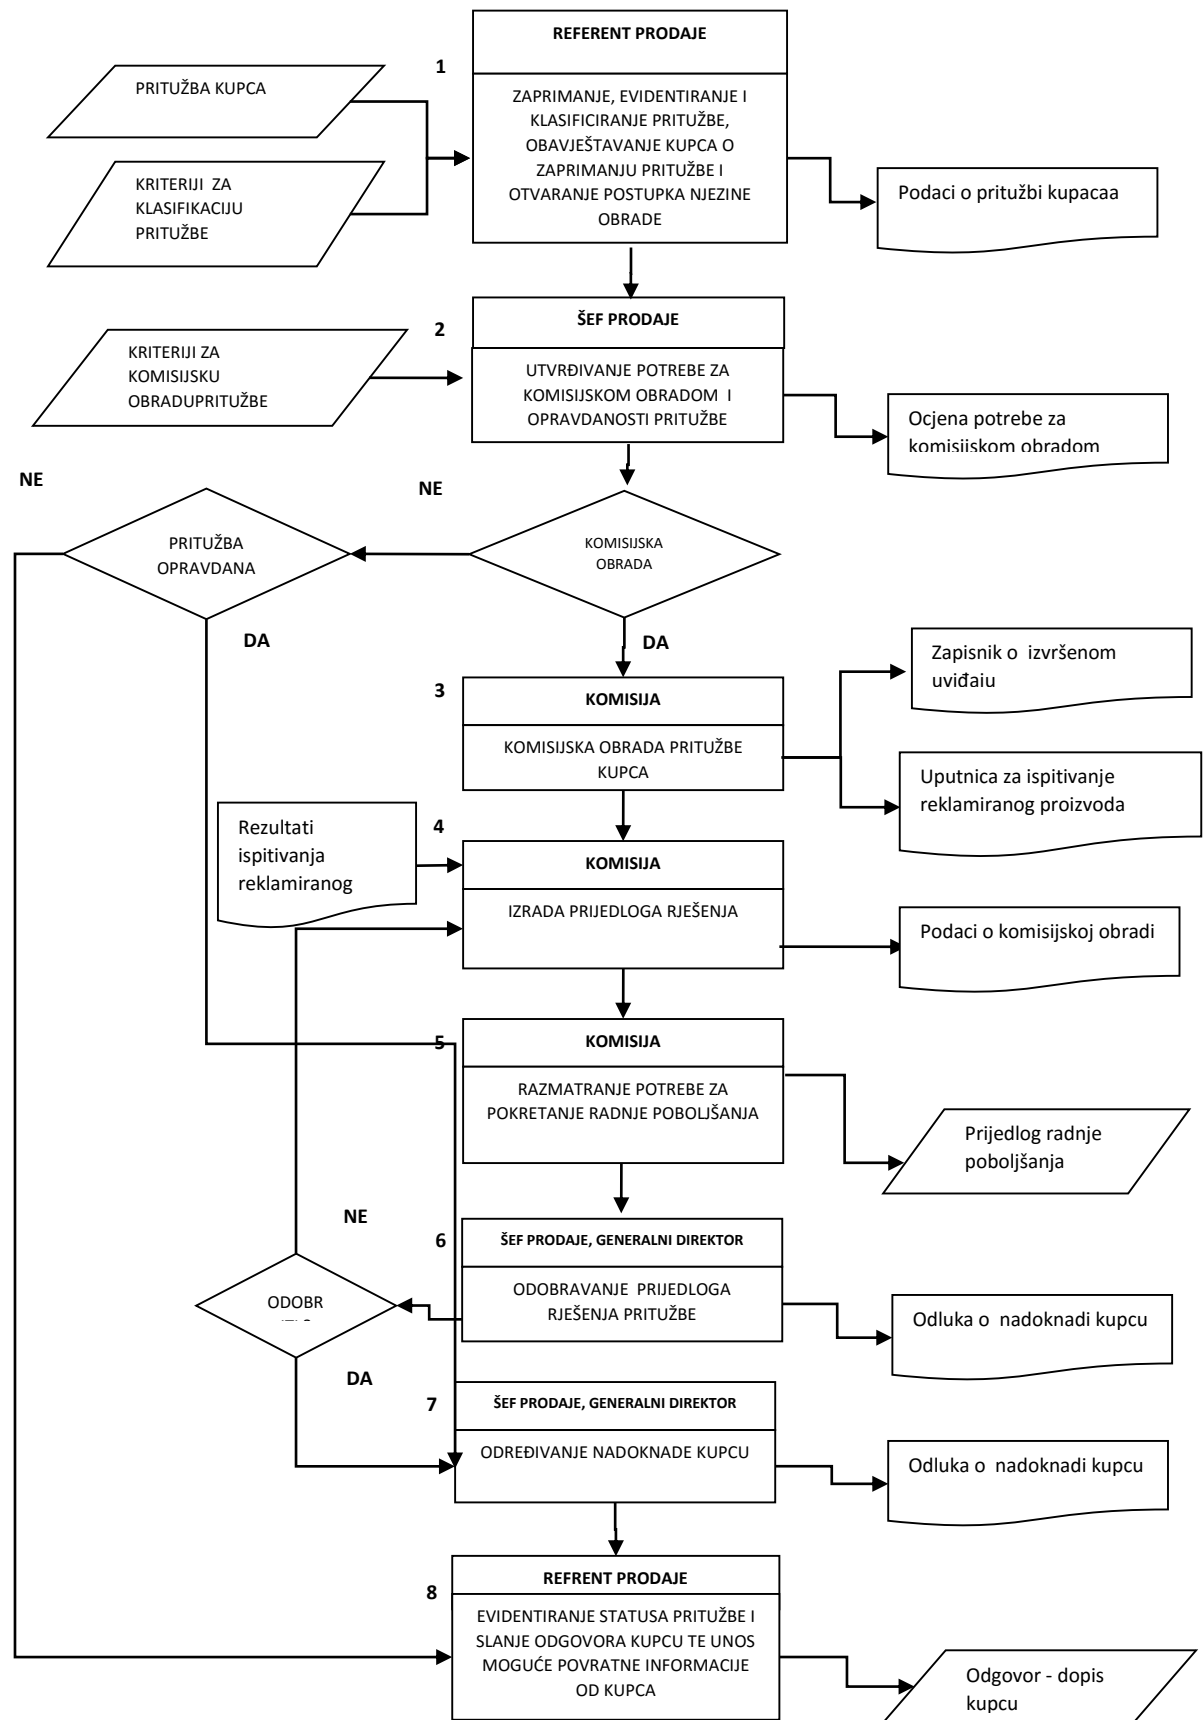 REFERENT PRODAJE
1
PRITUŽBA KUPCA
ZAPRIMANJE, EVIDENTIRANJE I
KLASIFICIRANJE PRITUŽBE,
OBAVJEŠTAVANJE KUPCA O
ZAPRIMANJU PRITUŽBE I
OTVARANJE POSTUPKA NJEZINE
OBRADE
KRITERIJI ZA
KLASIFIKACIJU
PRITUŽBE
Podaci o pritužbi kupacaa
2
ŠEF PRODAJE
KRITERIJI ZA
KOMISIJSKU
OBRADUPRITUŽBE
UTVRĐIVANJE POTREBE ZA
KOMISIJSKOM OBRADOM I
OPRAVDANOSTI PRITUŽBE
Ocjena potrebe za
komisijskom obradom
NE
NE
PRITUŽBA
OPRAVDANA
KOMISIJSKA
OBRADA
DA
DA
Zapisnik o izvršenom
uviđaju
3
KOMISIJA
KOMISIJSKA OBRADA PRITUŽBE
KUPCA
Uputnica za ispitivanje
reklamiranog proizvoda
Rezultati
ispitivanja
reklamiranog
4
KOMISIJA
IZRADA PRIJEDLOGA RJEŠENJA
Podaci o komisijskoj obradi
5
KOMISIJA
RAZMATRANJE POTREBE ZA
POKRETANJE RADNJE POBOLJŠANJA
Prijedlog radnje
poboljšanja
NE
6
ŠEF PRODAJE, GENERALNI DIREKTOR
ODOBRAVANJE PRIJEDLOGA
RJEŠENJA PRITUŽBE
ODOBR
Odluka o nadoknadi kupcu
DA
7
ŠEF PRODAJE, GENERALNI DIREKTOR
ODREĐIVANJE NADOKNADE KUPCU
Odluka o nadoknadi kupcu
8
REFRENT PRODAJE
EVIDENTIRANJE STATUSA PRITUŽBE I
SLANJE ODGOVORA KUPCU TE UNOS
MOGUĆE POVRATNE INFORMACIJE
OD KUPCA
Odgovor - dopis
kupcu